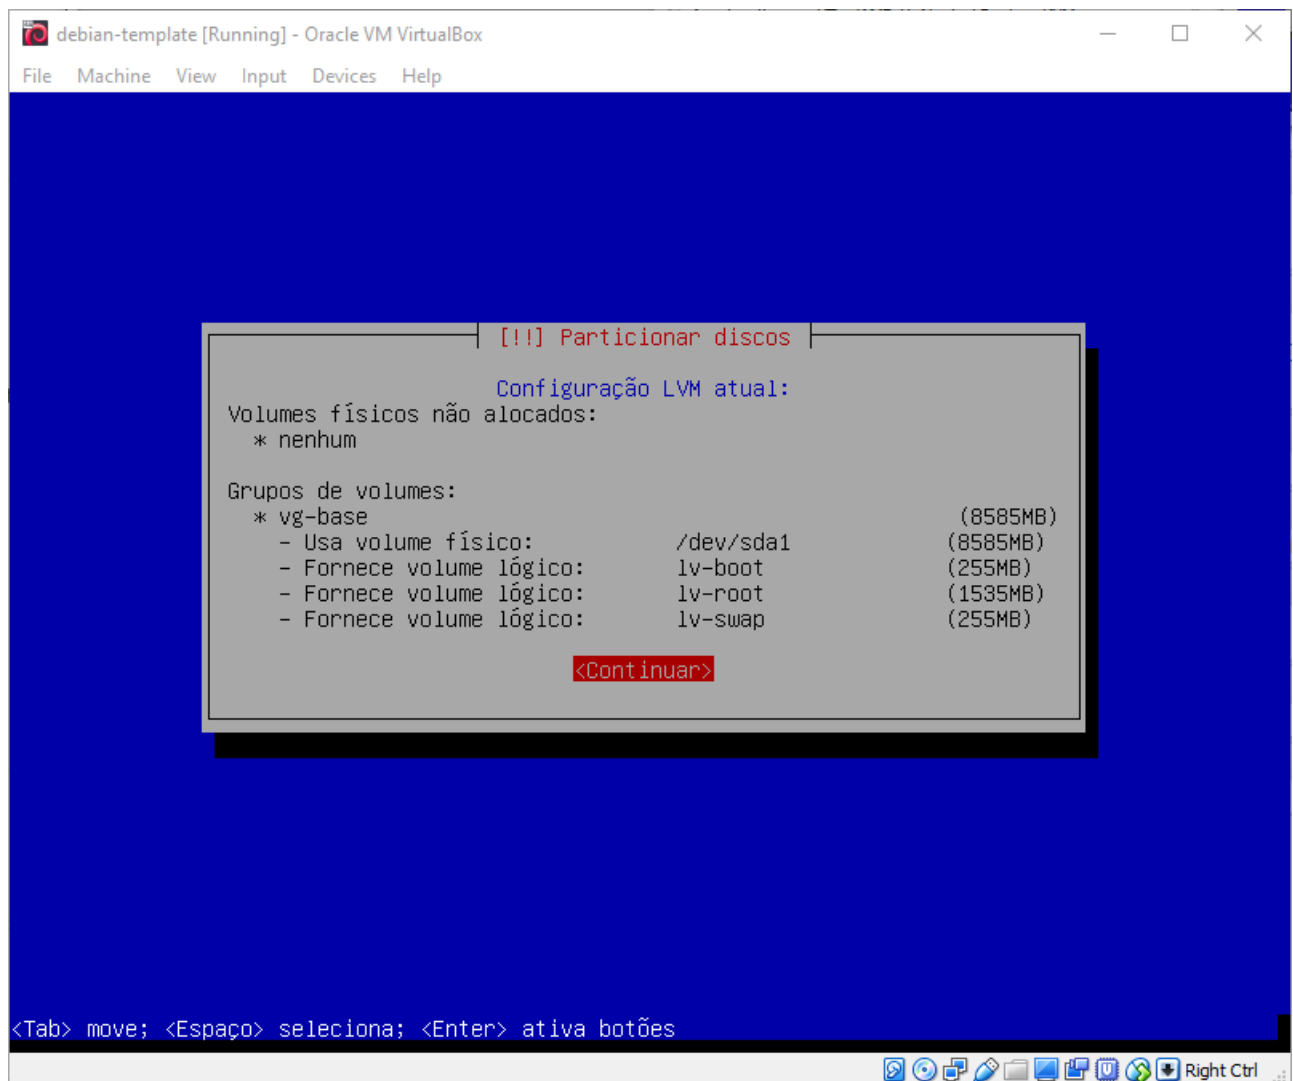 debian-template [Running] - Oracle VM VirtualBox
File Machine View Input Devices Help
[!!] Particionar discos
Configuração LVM atual:
Volumes físicos não alocados:
* nenhum
Grupos de volumes:
* vg-base (8585MB)
- Usa volume físico: /dev/sda1 (8585MB)
- Fornece volume lógico: lv-boot (255MB)
- Fornece volume lógico: lv-root (1535MB)
- Fornece volume lógico: lv-swap (255MB)
<Continuar>
<Tab> move; <Espaço> seleciona; <Enter> ativa botões
Right Ctrl